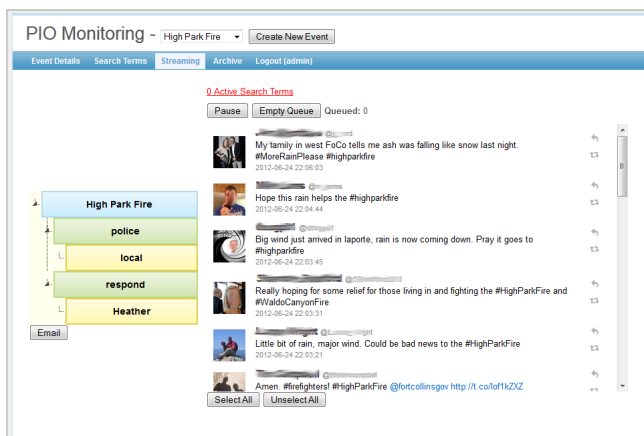 PIO Monitoring - High Park Fire Create New Event
Event Details Search Terms Streaming Archive Logout (admin)
0 Active Search Terms
Pause Empty Queue Queued: 0
My family in west FoCo tells me ash was falling like snow last night.
#MoreRainPlease #highparkfire
2012-06-24 22:06:03
Hope this rain helps the #highparkfire
2012-06-24 22:04:44
Big wind just arrived in laporte, rain is now coming down. Pray it goes to
#highparkfire
2012-06-24 22:03:45
Really hoping for some relief for those living in and fighting the #HighParkFire and
#WaldoCanyonFire
2012-06-24 22:03:31
Little bit of rain, major wind. Could be bad news to the #HighParkFire
2012-06-24 22:03:21
Amen. #firefighters! #HighParkFire @fortcollinsgov http://t.co/lof1kZXZ
Select All Unselect All
High Park Fire
police
local
respond
Heather
Email